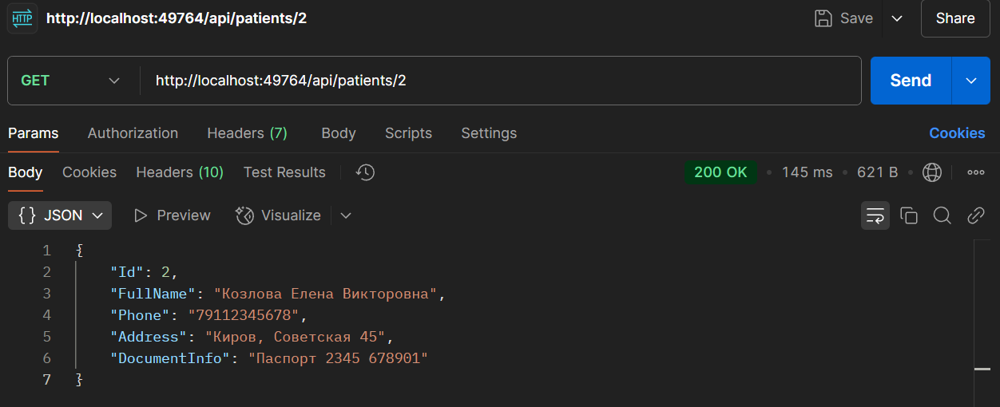 HTTP http://localhost:49764/api/patients/2 Save Share
GET http://localhost:49764/api/patients/2 Send
Params Authorization Headers (7) Body Scripts Settings Cookies
Body Cookies Headers (10) Test Results 200 OK • 145 ms • 621 B •
{} JSON Preview Visualize
1 {
2 "Id": 2,
3 "FullName": "Козлова Елена Викторовна",
4 "Phone": "79112345678",
5 "Address": "Киров, Советская 45",
6 "DocumentInfo": "Паспорт 2345 678901"
7 }